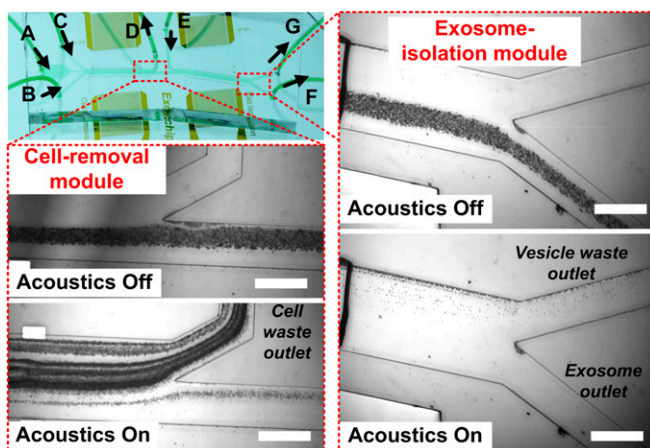 A
C
B
D
E
G
F
Exosome-
isolation module
Acoustics Off
Cell-removal
module
Acoustics Off
Cell
waste
outlet
Acoustics On
Vesicle waste
outlet
Exosome
outlet
Acoustics On